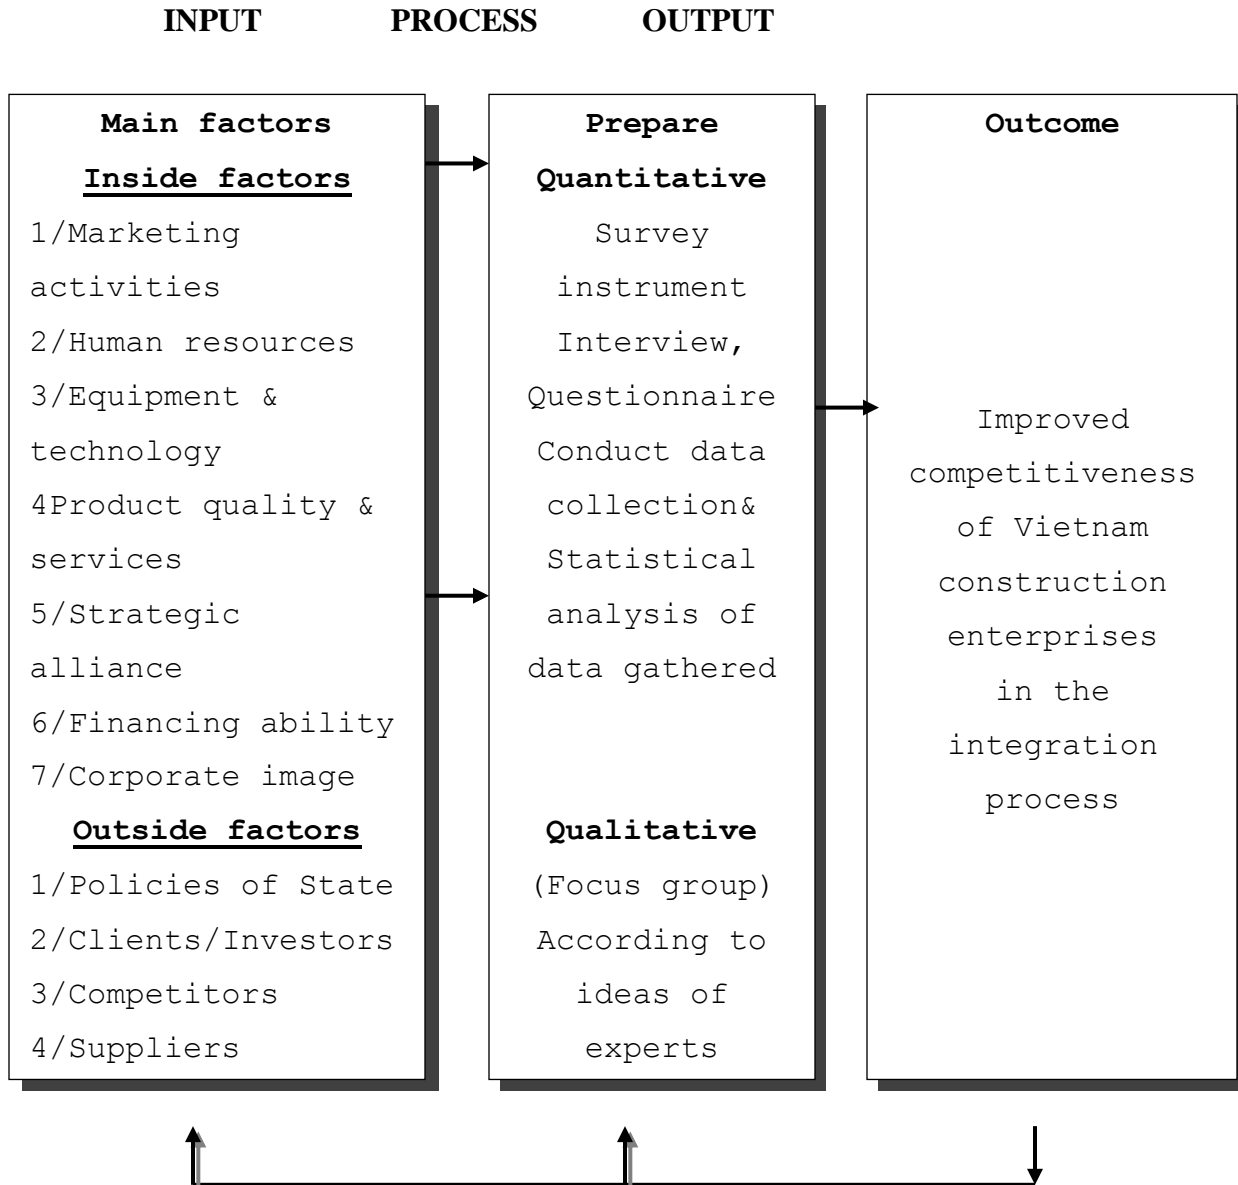 INPUT PROCESS OUTPUT
Main factors
Inside factors
1/Marketing
activities
2/Human resources
3/Equipment &
technology
4Product quality &
services
5/Strategic
alliance
6/Financing ability
7/Corporate image
Outside factors
1/Policies of State
2/Clients/Investors
3/Competitors
4/Suppliers
Prepare
Quantitative
Survey
instrument
Interview,
Questionnaire
Conduct data
collection&
Statistical
analysis of
data gathered
Qualitative
(Focus group)
According to
ideas of
experts
Outcome
Improved
competitiveness
of Vietnam
construction
enterprises
in the
integration
process